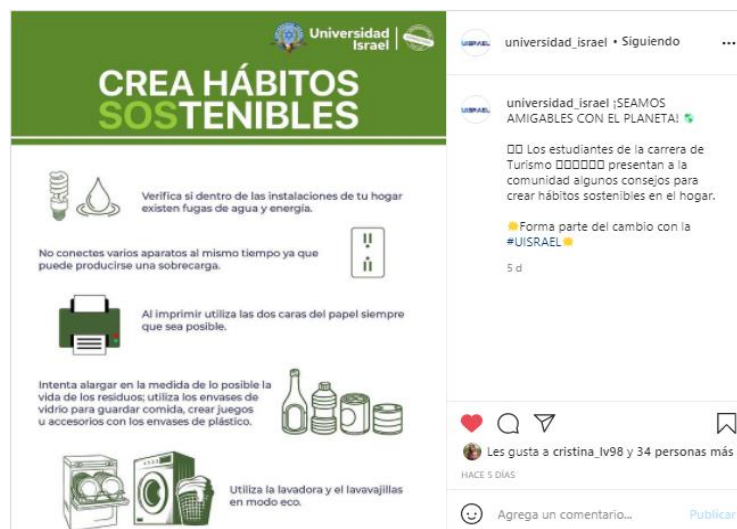 Universidad
Israel
CREA HÁBITOS
SOSTENIBLES
Verifica si dentro de las instalaciones de tu hogar
existen fugas de agua y energía.
No conectes varios aparatos al mismo tiempo ya que
puede producirse una sobrecarga.
Al imprimir utiliza las dos caras del papel siempre
que sea posible.
Intenta alargar en la medida de lo posible la
vida de los residuos; utiliza los envases de
vidrio para guardar comida, crear juegos
u accesorios con los envases de plástico.
Utiliza la lavadora y el lavavajillas
en modo eco.
UISRAEL
universidad_israel • Siguiendo
...
UISRAEL
universidad_israel ¡SEAMOS
AMIGABLES CON EL PLANETA!
Los estudiantes de la carrera de
Turismo presentan a la
comunidad algunos consejos para
crear hábitos sostenibles en el hogar.
Forma parte del cambio con la
#UISRAEL
5 d
Les gusta a cristina_lv98 y 34 personas más
HACE 5 DÍAS
Agrega un comentario...
Publicar